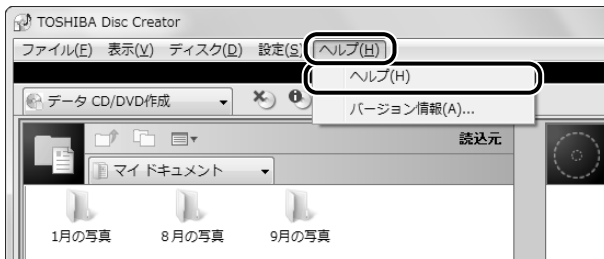 TOSHIBA Disc Creator
ファイル(F) 表示(V) ディスク(D) 設定(S) ヘルプ(H)
ヘルプ(H)
バージョン情報(A)...
データ CD/DVD作成
読込元
マイ ドキュメント
1月の写真 8月の写真 9月の写真